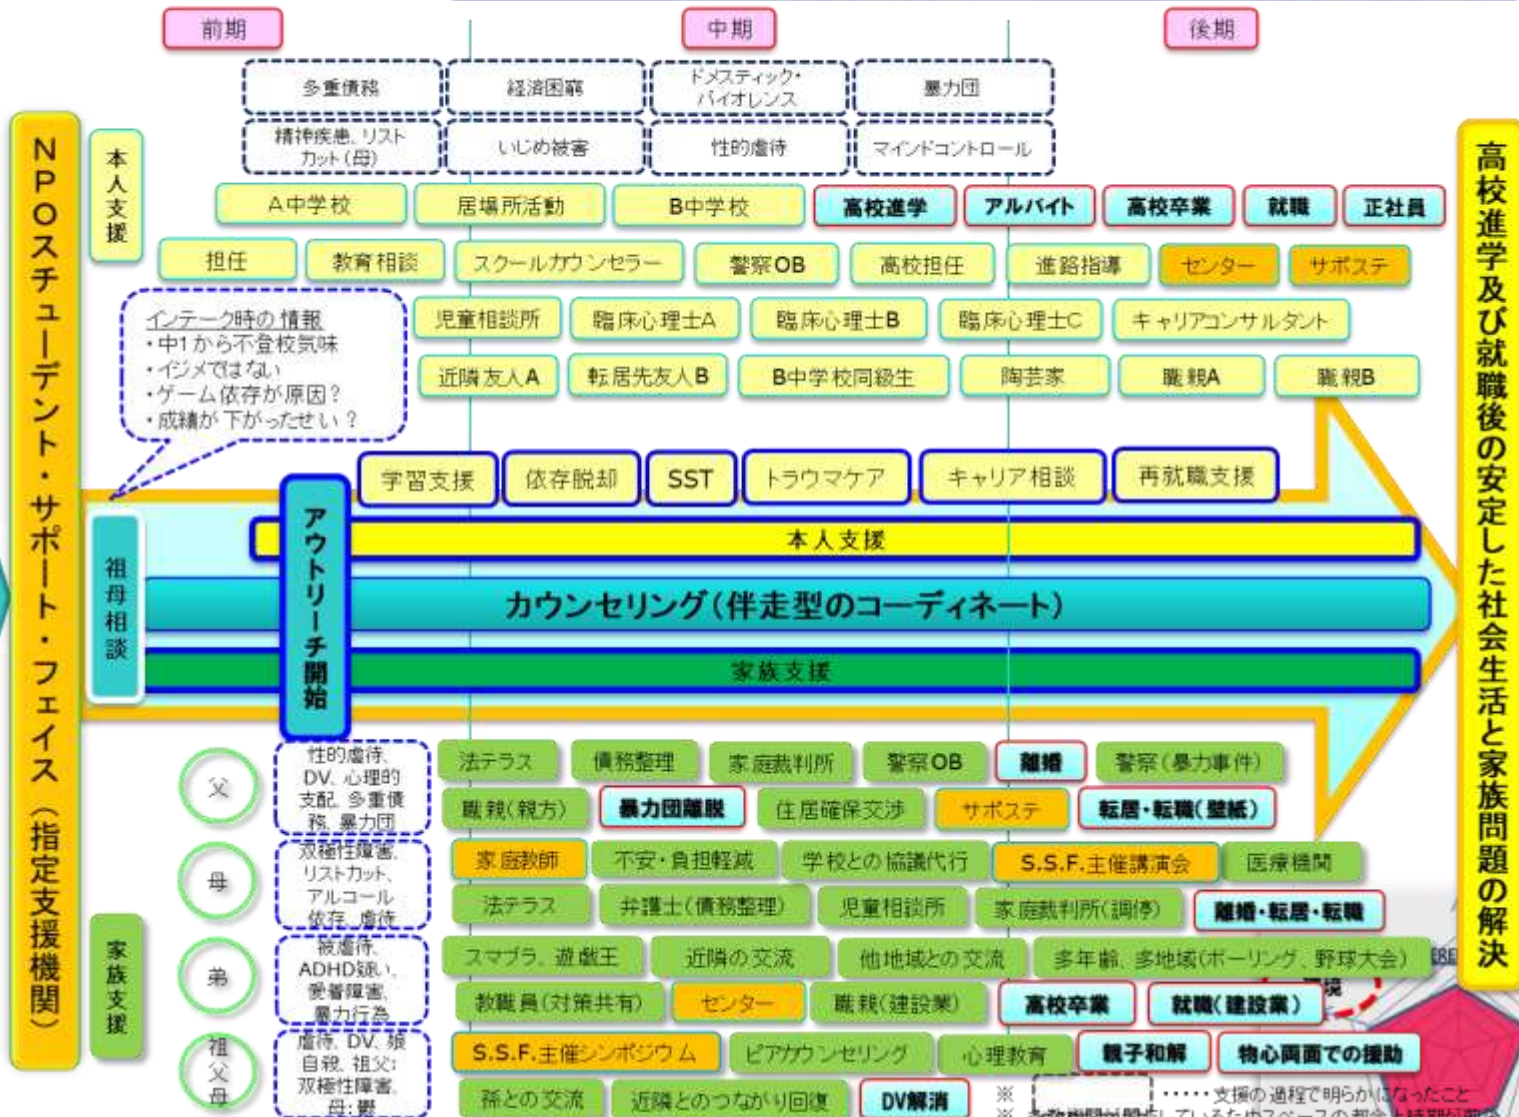 前期
中期
後期
多重債務
経済困窮
ドメスティック・
バイオレンス
暴力団
精神疾患、リスト
カット(母)
いじめ被害
性的虐待
マインドコントロール
NPOスチューデント・サポート・フェイス(指定支援機関)
本人支援
A中学校
居場所活動
B中学校
高校進学
アルバイト
高校卒業
就職
正社員
担任
教育相談
スクールカウンセラー
警察OB
高校担任
進路指導
センター
サポステ
インテーク時の情報
・中1から不登校気味
・イジメではない
・ゲーム依存が原因?
・成績が下がったせい?
児童相談所
臨床心理士A
臨床心理士B
臨床心理士C
キャリアコンサルタント
近隣友人A
転居先友人B
B中学校同級生
陶芸家
職親A
職親B
学習支援
依存脱却
SST
トラウマケア
キャリア相談
再就職支援
祖母相談
アウトリーチ開始
本人支援
カウンセリング(伴走型のコーディネート)
家族支援
高校進学及び就職後の安定した社会生活と家族問題の解決
家族支援
父
性的虐待、
DV、心理的
支配、多重債
務、暴力団
法テラス
債務整理
家庭裁判所
警察OB
離婚
警察(暴力事件)
職親(親方)
暴力団離脱
住居確保交渉
サポステ
転居・転職(壁紙)
母
双極性障害、
リストカット、
アルコール
依存、虐待
家庭教師
不安・負担軽減
学校との協議代行
S.S.F.主催講演会
医療機関
法テラス
弁護士(債務整理)
児童相談所
家庭裁判所(調停)
離婚・転居・転職
弟
被虐待、
ADHD疑い、
愛着障害、
暴力行為
スマブラ、遊戯王
近隣の交流
他地域との交流
多年齢、多地域(ボーリング、野球大会)
教職員(対策共有)
センター
職親(建設業)
高校卒業
就職(建設業)
境
祖父母
虐待、DV、娘
自殺、祖父:
双極性障害、
母:鬱
S.S.F.主催シンポジウム
ピアカウンセリング
心理教育
親子和解
物心両面での援助
孫との交流
近隣とのつながり回復
DV解消
※ ・・・・・支援の過程で明らかになったこと
※